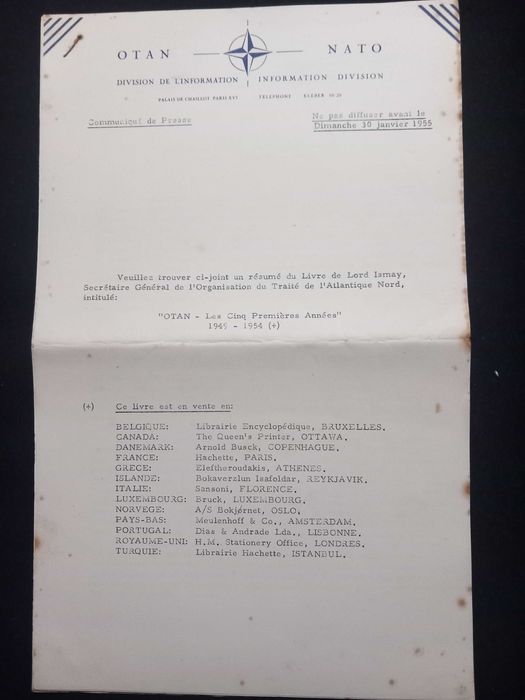 OTAN NATO
DIVISION DE L'INFORMATION INFORMATION DIVISION
PALAIS DE CHAILLOT PARIS XVI TELEPHONE KLEBER 50 20
Communiqué de Presse
Ne pas diffuser avant le
Dimanche 30 janvier 1955
Veuillez trouver ci-joint un résumé du Livre de Lord Ismay,
Secrétaire Général de l'Organisation du Traité de l'Atlantique Nord,
intitulé:
"OTAN - Les Cinq Premières Années"
1949 - 1954 (+)
(+) Ce livre est en vente en:
BELGIQUE: Librairie Encyclopédique, BRUXELLES.
CANADA: The Queen's Printer, OTTAWA.
DANEMARK: Arnold Busck, COPENHAGUE.
FRANCE: Hachette, PARIS.
GRECE: Eleftheroudakis, ATHENES.
ISLANDE: Bokaverzlun Isafoldar, REYKJAVIK.
ITALIE: Sansoni, FLORENCE.
LUXEMBOURG: Bruck, LUXEMBOURG.
NORVEGE: A/S Bokjørnet, OSLO.
PAYS-BAS: Meulenhoff & Co., AMSTERDAM.
PORTUGAL: Dias & Andrade Lda., LISBONNE.
ROYAUME-UNI: H.M. Stationery Office, LONDRES.
TURQUIE: Librairie Hachette, ISTANBUL.